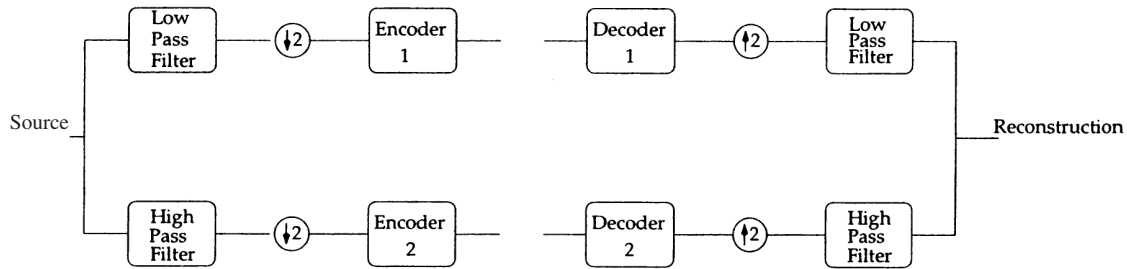 Low
Pass
Filter
↓2
Encoder
1
Decoder
1
↑2
Low
Pass
Filter
Source
Reconstruction
High
Pass
Filter
↓2
Encoder
2
Decoder
2
↑2
High
Pass
Filter